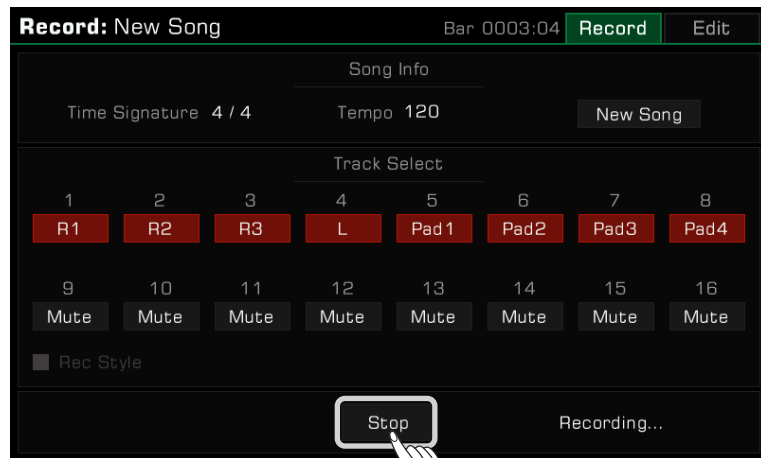 Record: New Song Bar 0003:04 Record Edit
Song Info
Time Signature 4 / 4 Tempo 120 New Song
Track Select
1 2 3 4 5 6 7 8
R1 R2 R3 L Pad1 Pad2 Pad3 Pad4
9 10 11 12 13 14 15 16
Mute Mute Mute Mute Mute Mute Mute Mute
Rec Style
Stop Recording...